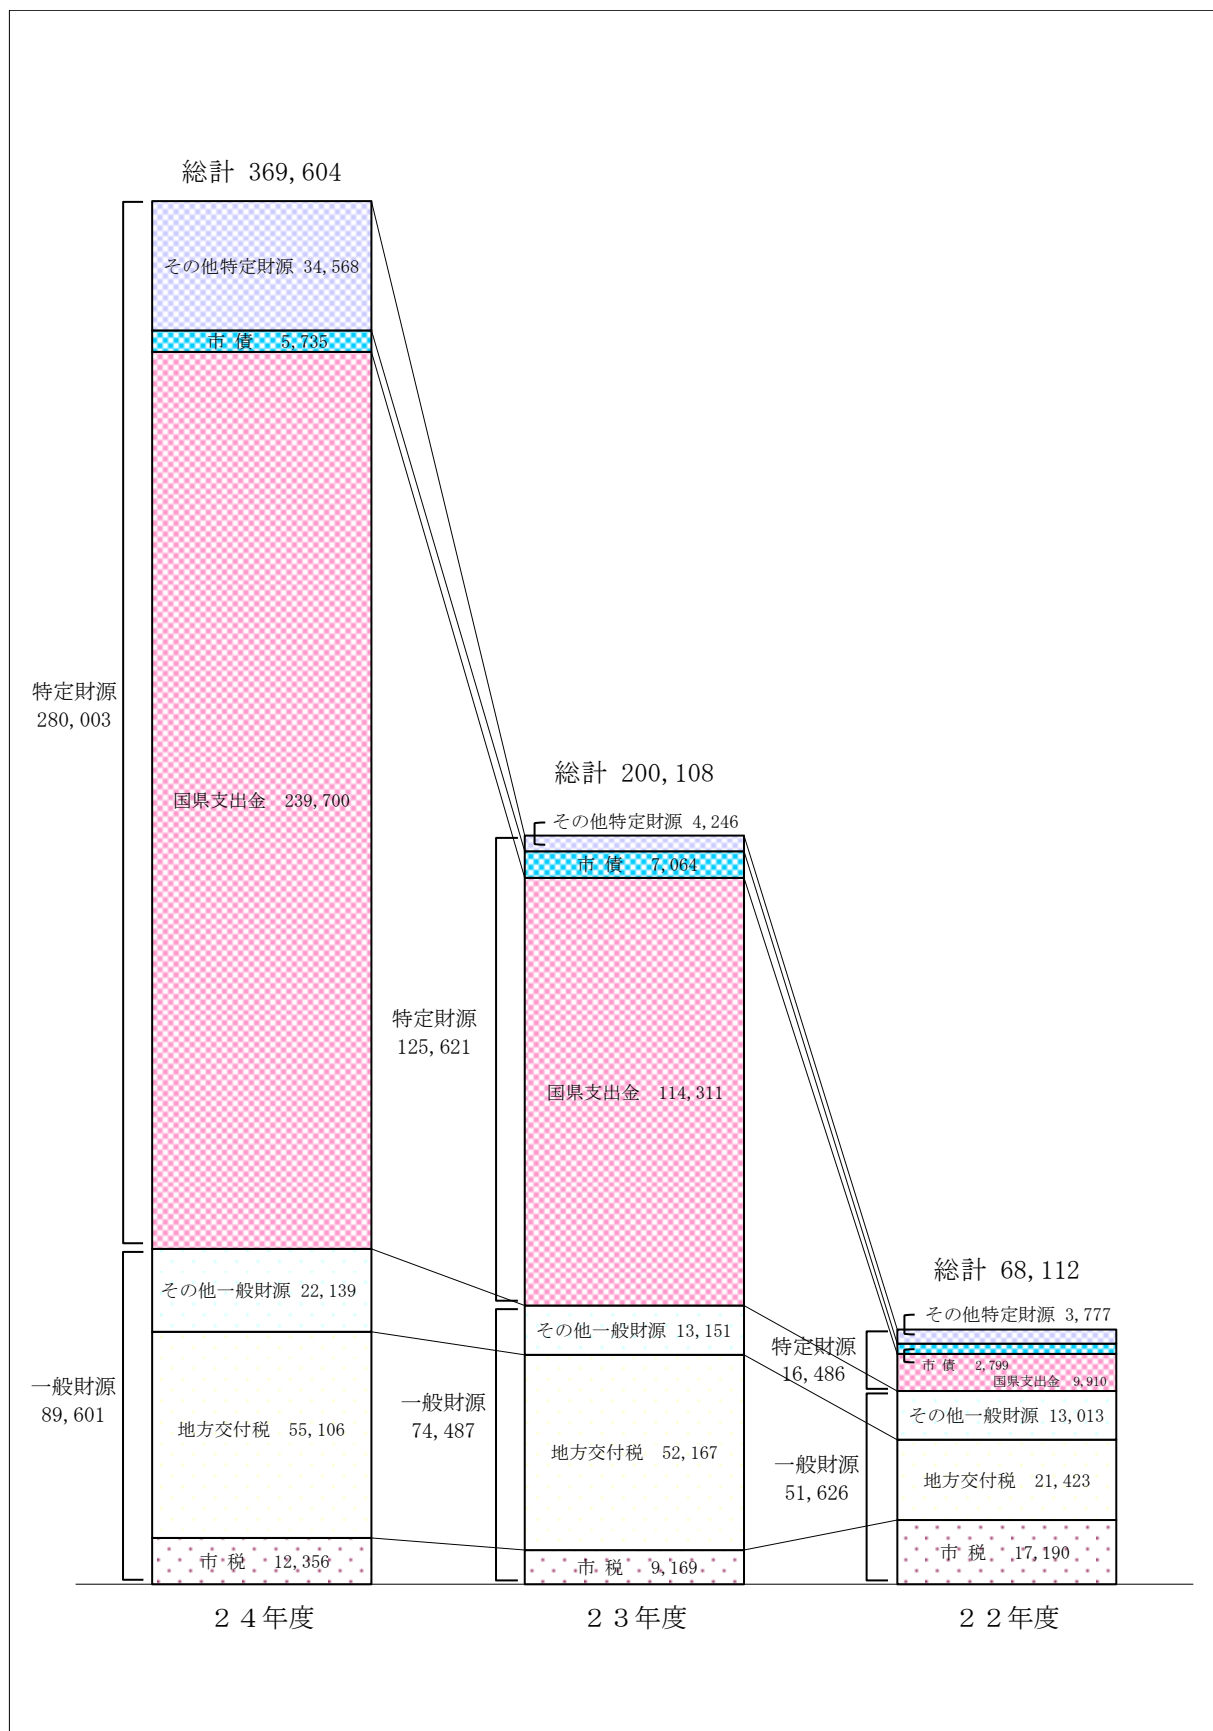 総計 369,604
その他特定財源 34,568
市 債 5,735
特定財源
280,003
国県支出金 239,700
その他一般財源 22,139
一般財源
89,601
地方交付税 55,106
市 税 12,356
２４年度
総計 200,108
その他特定財源 4,246
市 債 7,064
特定財源
125,621
国県支出金 114,311
その他一般財源 13,151
一般財源
74,487
地方交付税 52,167
市 税 9,169
２３年度
総計 68,112
その他特定財源 3,777
特定財源
16,486
市 債 2,799
国県支出金 9,910
その他一般財源 13,013
一般財源
51,626
地方交付税 21,423
市 税 17,190
２２年度